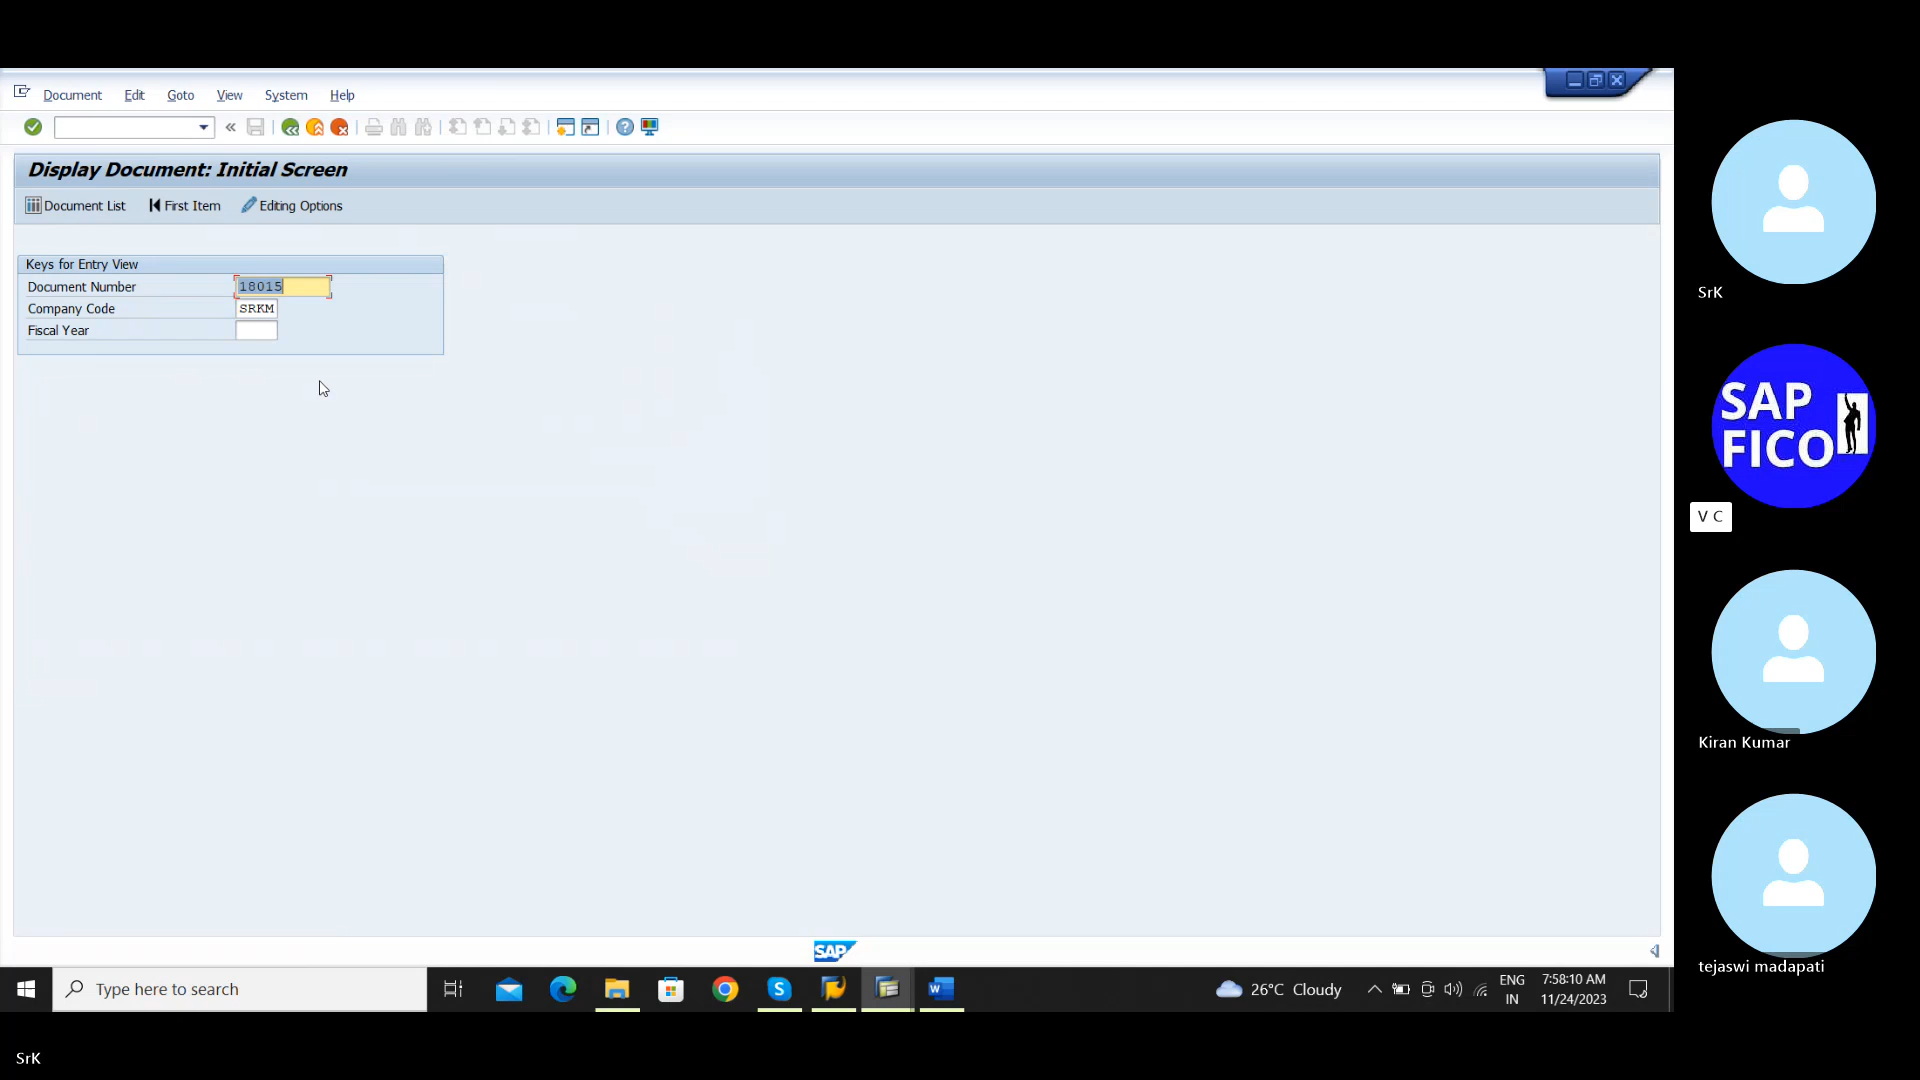 Document Edit Goto View System Help
Display Document: Initial Screen
Document List First Item Editing Options
Keys for Entry View
Document Number 18015
Company Code SRKM
Fiscal Year
SAP
Type here to search
26°C Cloudy
ENG
IN
7:58:10 AM
11/24/2023
SrK
SAP
FICO
V C
Kiran Kumar
tejaswi madapati
SrK